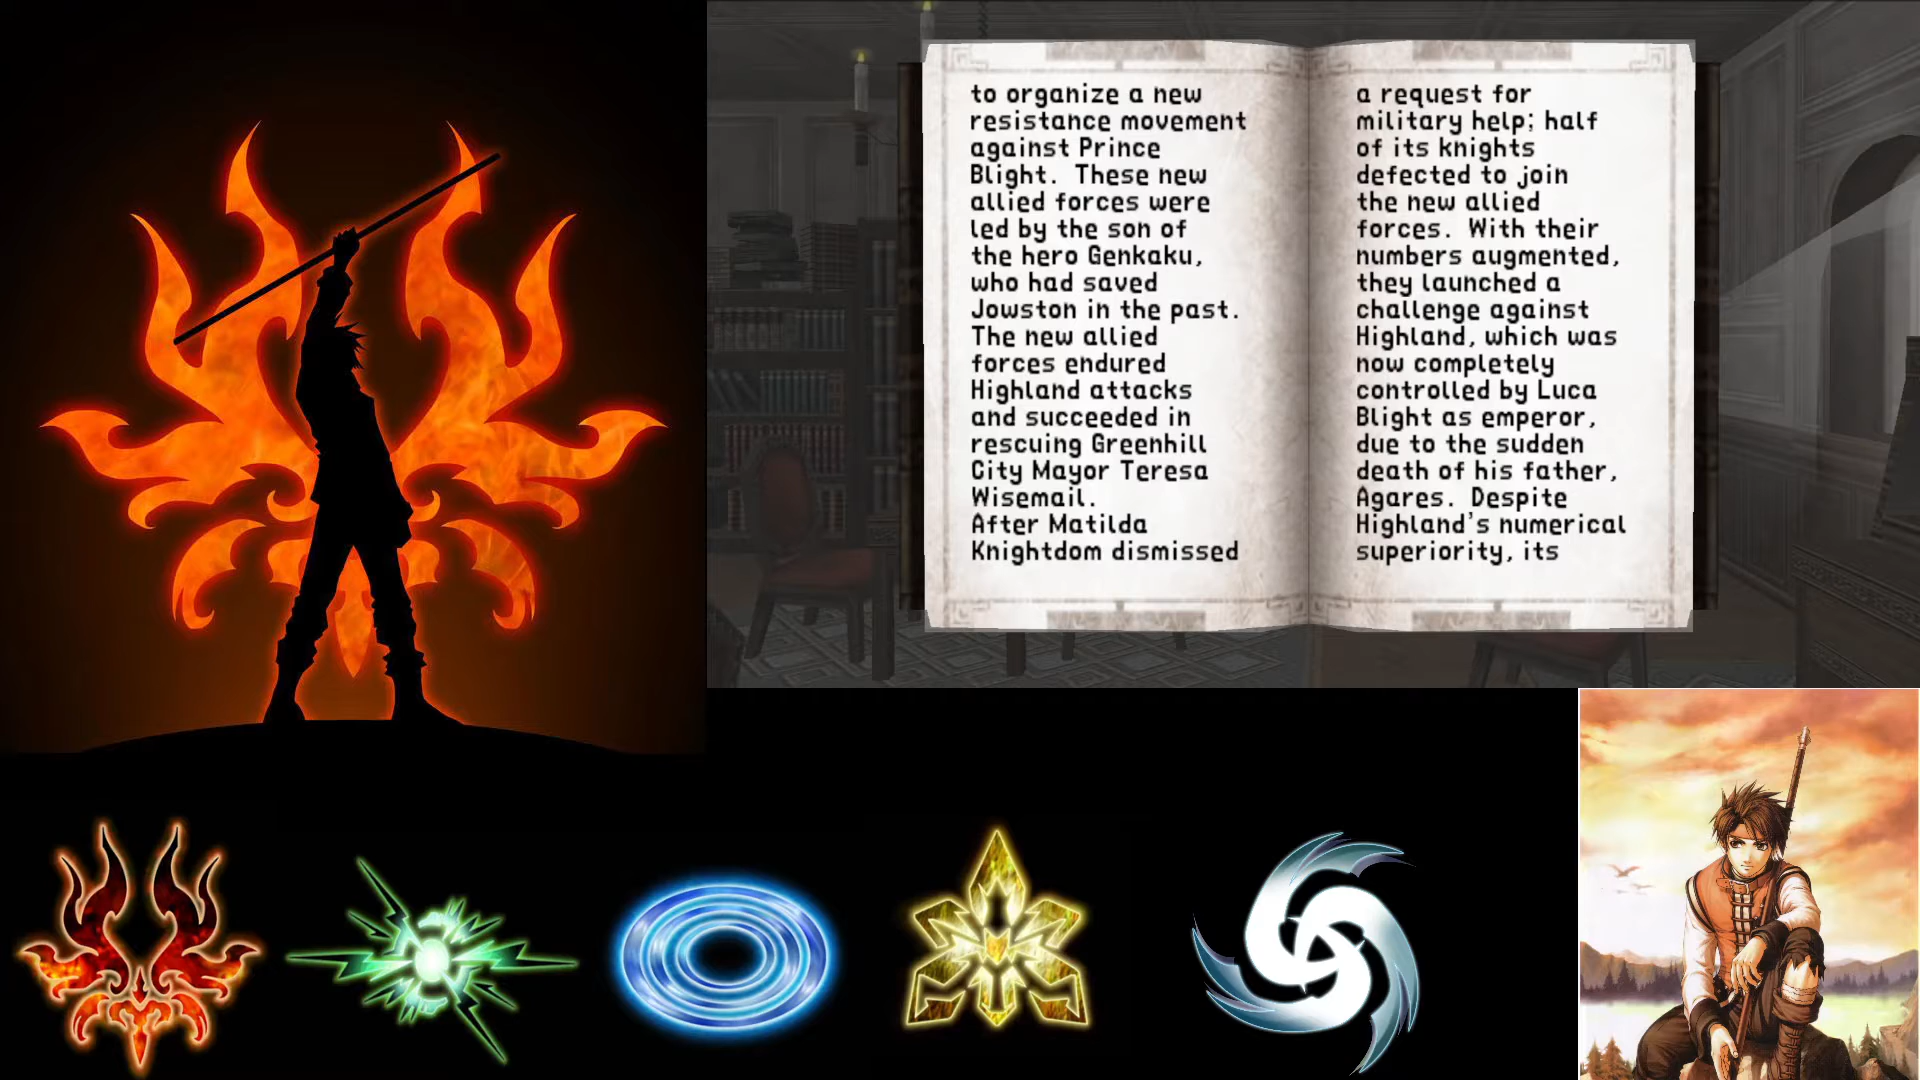 to organize a new
resistance movement
against Prince
Blight. These new
allied forces were
led by the son of
the hero Genkaku,
who had saved
Jowston in the past.
The new allied
forces endured
Highland attacks
and succeeded in
rescuing Greenhill
City Mayor Teresa
Wisemail.
After Matilda
Knightdom dismissed
a request for
military help; half
of its knights
defected to join
the new allied
forces. With their
numbers augmented,
they launched a
challenge against
Highland, which was
now completely
controlled by Luca
Blight as emperor,
due to the sudden
death of his father,
Agares. Despite
Highland's numerical
superiority, its